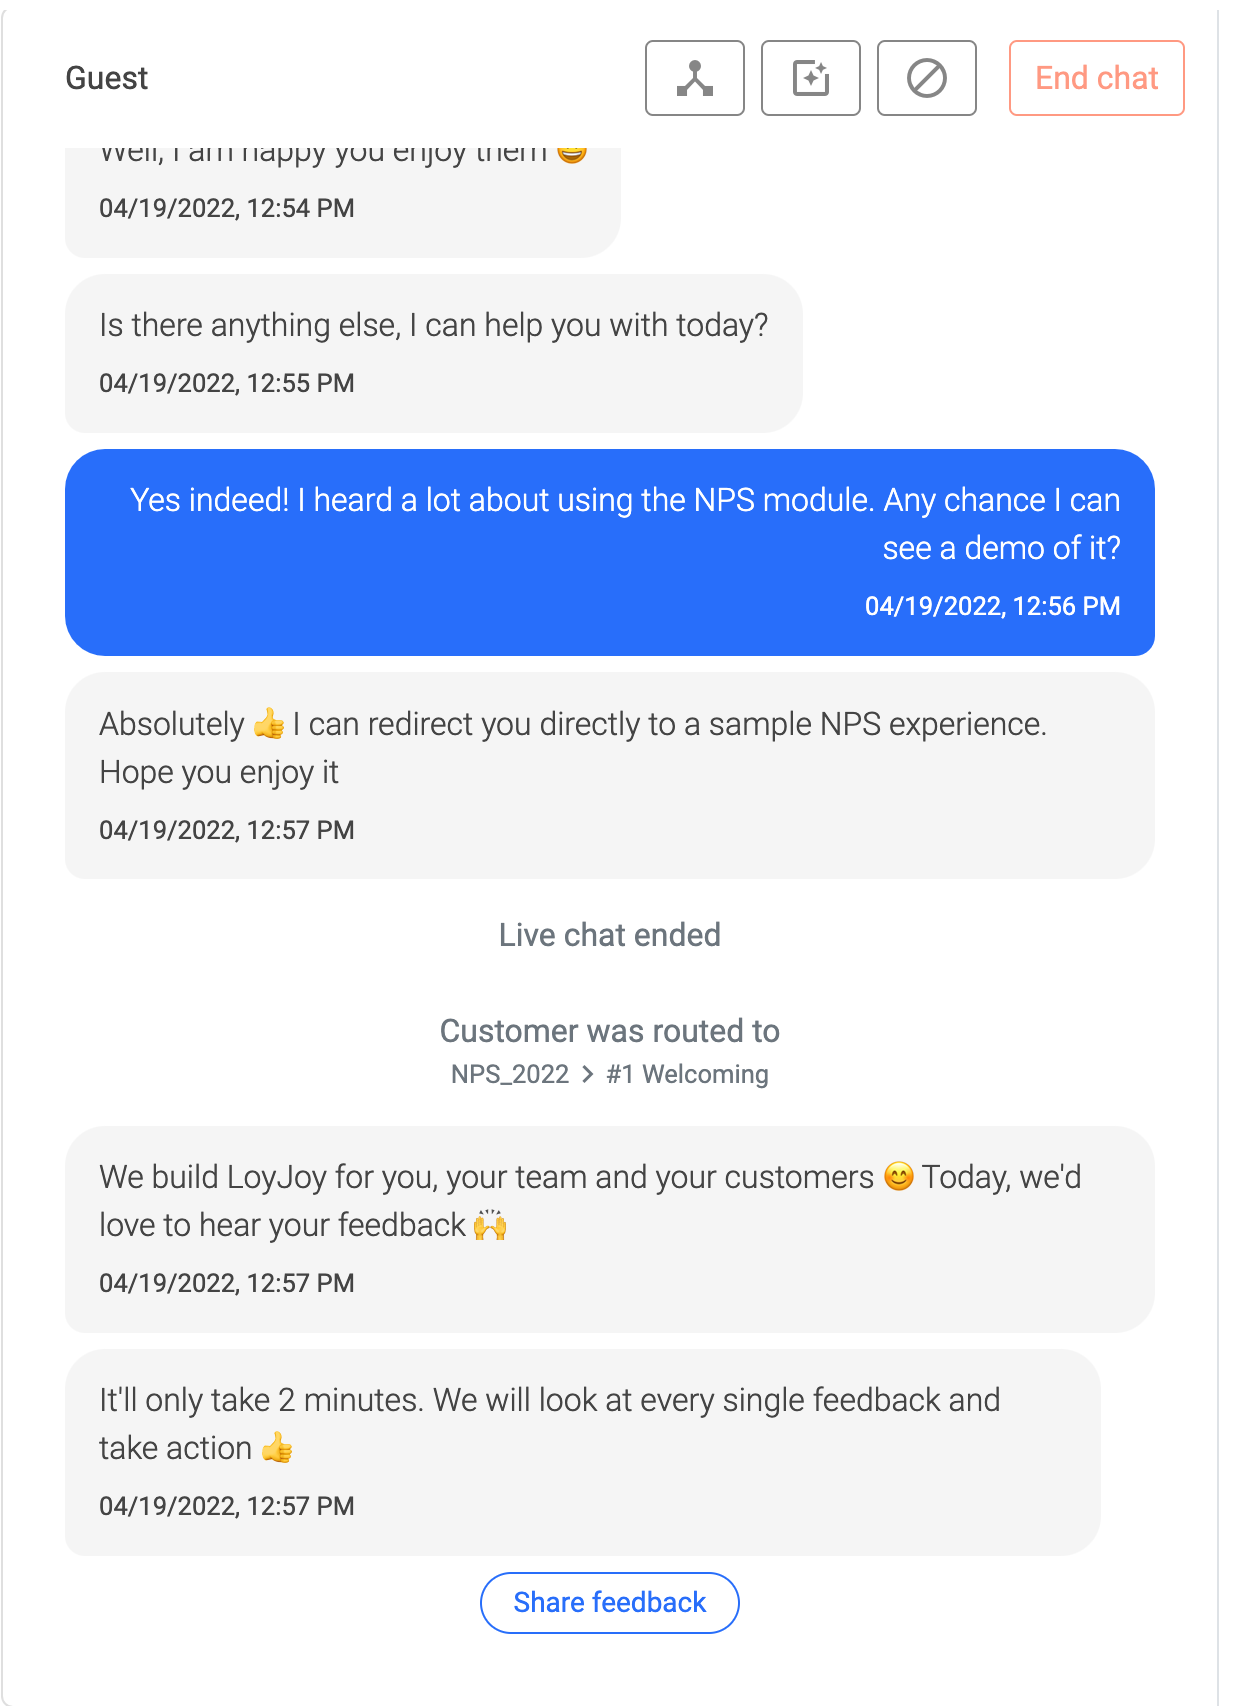 Guest
End chat
Well, I am happy you enjoy them 😄
04/19/2022, 12:54 PM
Is there anything else, I can help you with today?
04/19/2022, 12:55 PM
Yes indeed! I heard a lot about using the NPS module. Any chance I can
see a demo of it?
04/19/2022, 12:56 PM
Absolutely 👍 I can redirect you directly to a sample NPS experience.
Hope you enjoy it
04/19/2022, 12:57 PM
Live chat ended
Customer was routed to
NPS_2022 > #1 Welcoming
We build LoyJoy for you, your team and your customers 😊 Today, we'd
love to hear your feedback 🙌
04/19/2022, 12:57 PM
It'll only take 2 minutes. We will look at every single feedback and
take action 👍
04/19/2022, 12:57 PM
Share feedback